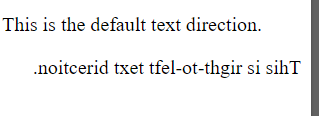 This is the default text direction.
.noitcerid txet tfel-ot-thgir si sihT